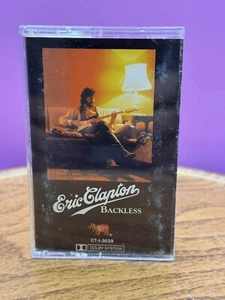 Eric Clapton
BACKLESS
CT-1-3039
DOLBY SYSTEM